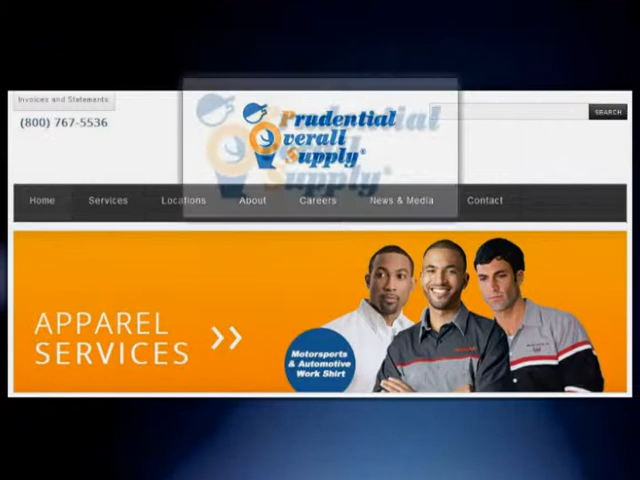 Invoices and Statements
(800) 767-5536
Prudential
Overall
Supply®
SEARCH
Home Services Locations About Careers News & Media Contact
APPAREL
SERVICES >>
Motorsports
& Automotive
Work Shirt